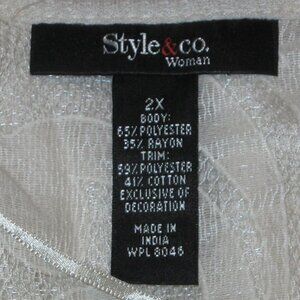 Style&co.
Woman
2X
BODY:
65% POLYESTER
35% RAYON
TRIM:
59% POLYESTER
41% COTTON
EXCLUSIVE OF
DECORATION
MADE IN
INDIA
WPL 8046